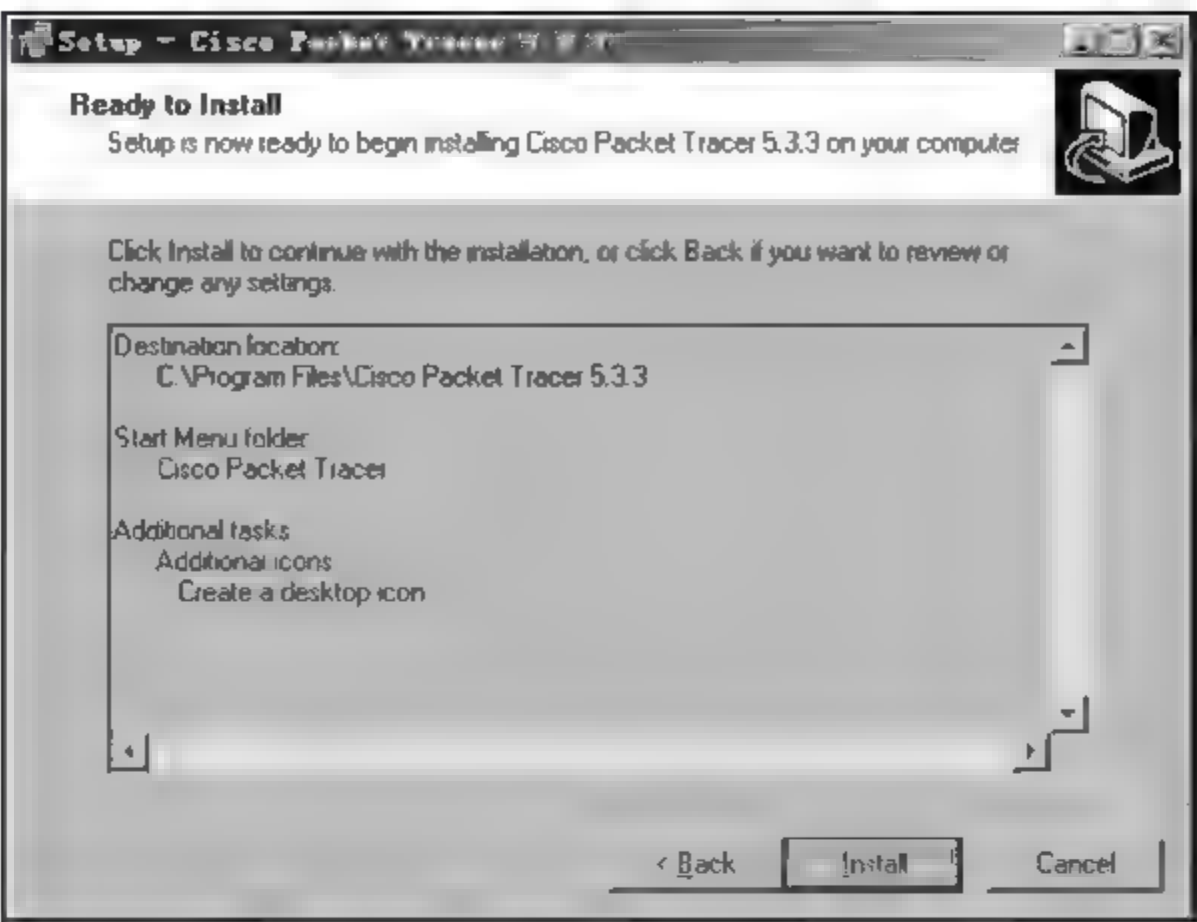 Setup - Cisco Packet Tracer
Ready to Install
Setup is now ready to begin installing Cisco Packet Tracer 5.3.3 on your computer
Click Install to continue with the installation, or click Back if you want to review or
change any settings.
Destination location:
C:\Program Files\Cisco Packet Tracer 5.3.3
Start Menu folder
Cisco Packet Tracer
Additional tasks
Additional icons
Create a desktop icon
< Back
Install
Cancel